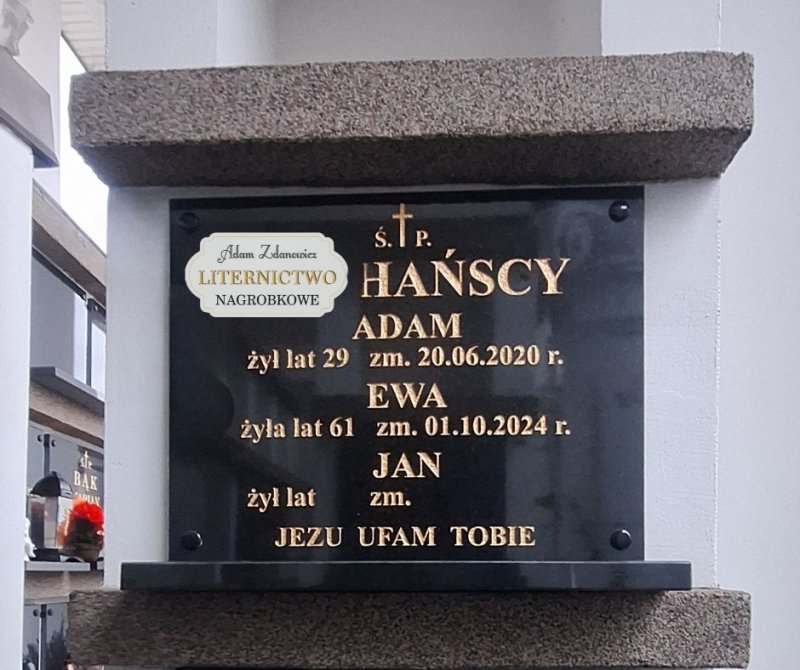 Ś. P.
Adam Zdanowicz
LITERNICTWO
NAGROBKOWE
HAŃSCY
ADAM
żył lat 29 zm. 20.06.2020 r.
EWA
żyła lat 61 zm. 01.10.2024 r.
JAN
żył lat zm.
JEZU UFAM TOBIE
ś.p.
BĄK